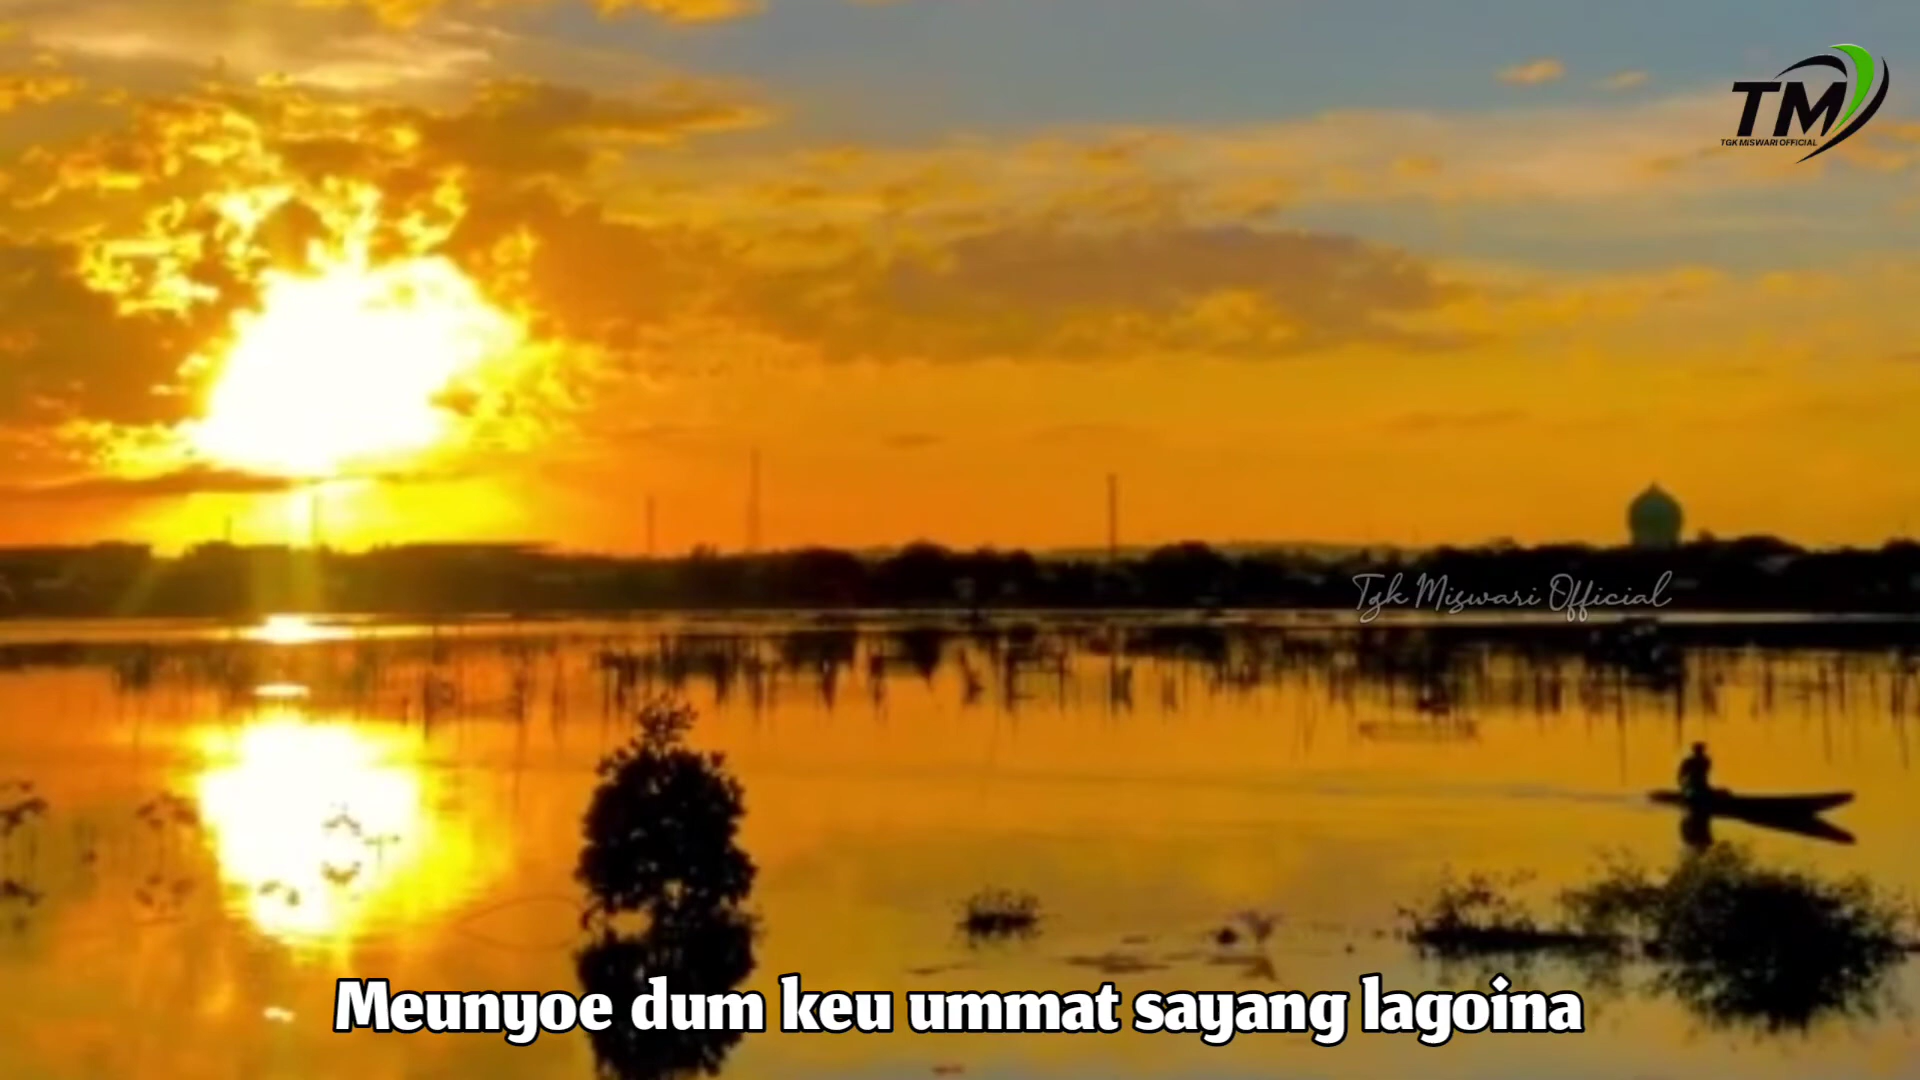 TM
TGK MISWARI OFFICIAL
Tgk Miswari Official
Meunyoe dum keu ummat sayang lagoina